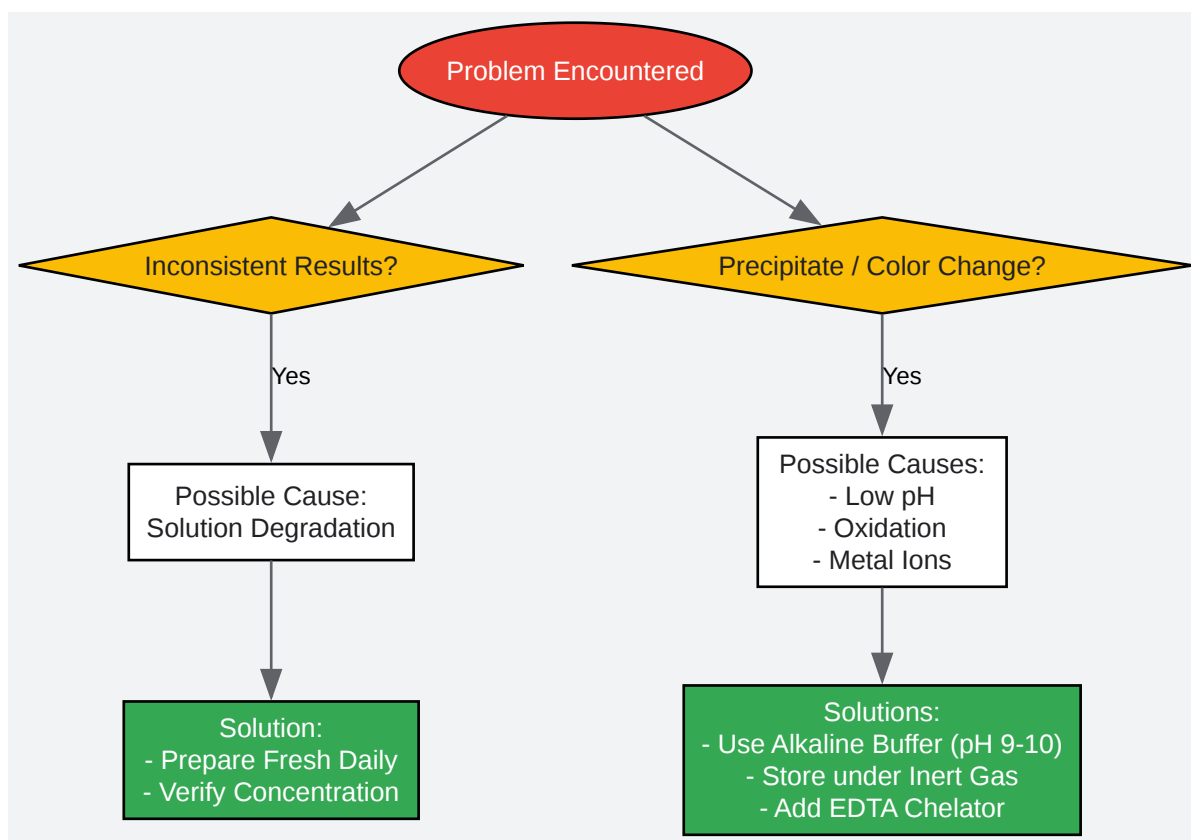 Problem Encountered
Inconsistent Results?
Precipitate / Color Change?
Yes
Yes
Possible Cause:
Solution Degradation
Possible Causes:
- Low pH
- Oxidation
- Metal Ions
Solution:
- Prepare Fresh Daily
- Verify Concentration
Solutions:
- Use Alkaline Buffer (pH 9-10)
- Store under Inert Gas
- Add EDTA Chelator